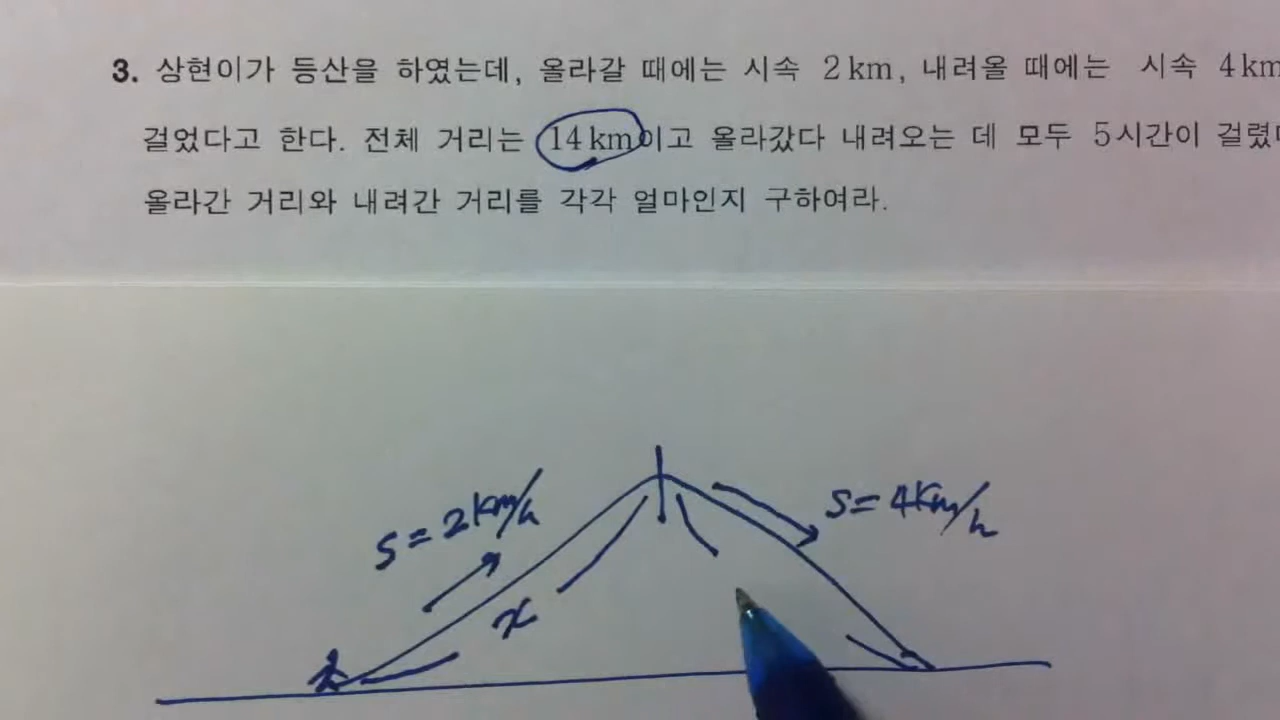 3. 상현이가 등산을 하였는데, 올라갈 때에는 시속 2km, 내려올 때에는 시속 4km
걸었다고 한다. 전체 거리는 14km이고 올라갔다 내려오는 데 모두 5시간이 걸렸
올라간 거리와 내려간 거리를 각각 얼마인지 구하여라.
S=2km/h
S=4km/h
x